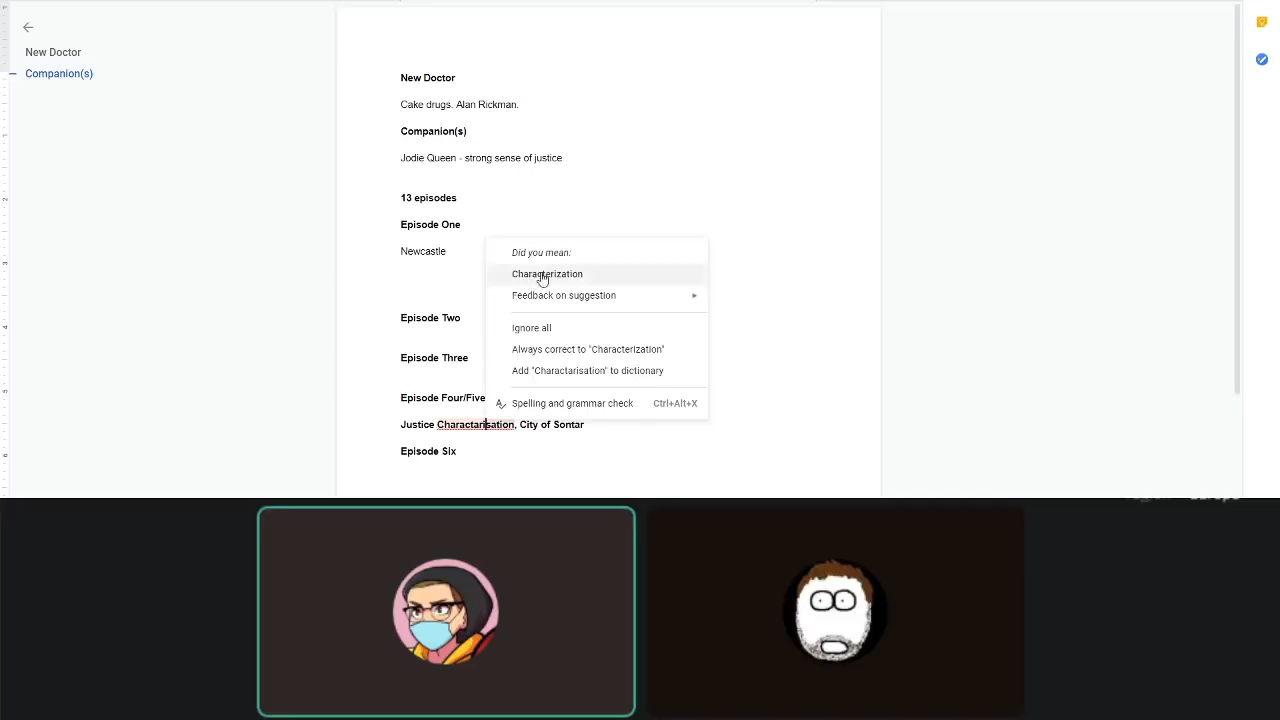 New Doctor
Companion(s)
New Doctor
Cake drugs. Alan Rickman.
Companion(s)
Jodie Queen - strong sense of justice
13 episodes
Episode One
Newcastle
Episode Two
Episode Three
Episode Four/Five
Justice Charactarisation, City of Sontar
Episode Six
Did you mean:
Characterization
Feedback on suggestion
Ignore all
Always correct to "Characterization"
Add "Charactarisation" to dictionary
Spelling and grammar check Ctrl+Alt+X